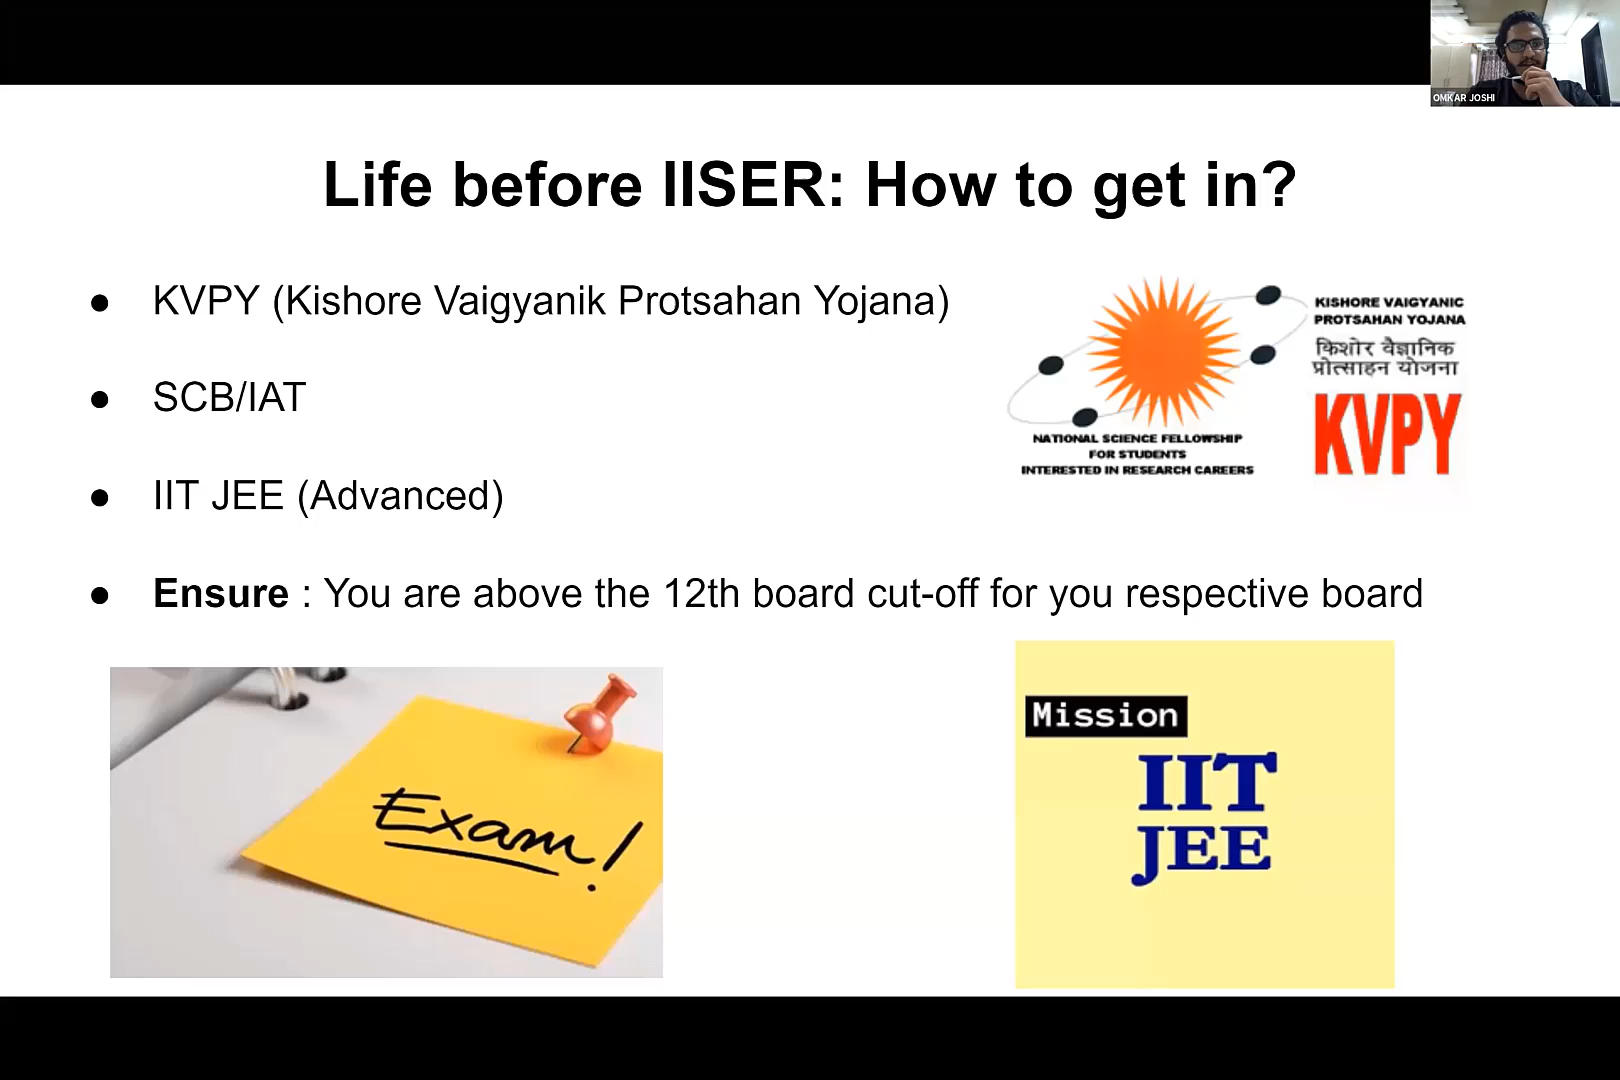 OMKAR JOSHI
Life before IISER: How to get in?
● KVPY (Kishore Vaigyanik Protsahan Yojana)
● SCB/IAT
● IIT JEE (Advanced)
● Ensure : You are above the 12th board cut-off for you respective board
KISHORE VAIGYANIC
PROTSAHAN YOJANA
किशोर वैज्ञानिक
प्रोत्साहन योजना
KVPY
NATIONAL SCIENCE FELLOWSHIP
FOR STUDENTS
INTERESTED IN RESEARCH CAREERS
Exam!
Mission
IIT
JEE